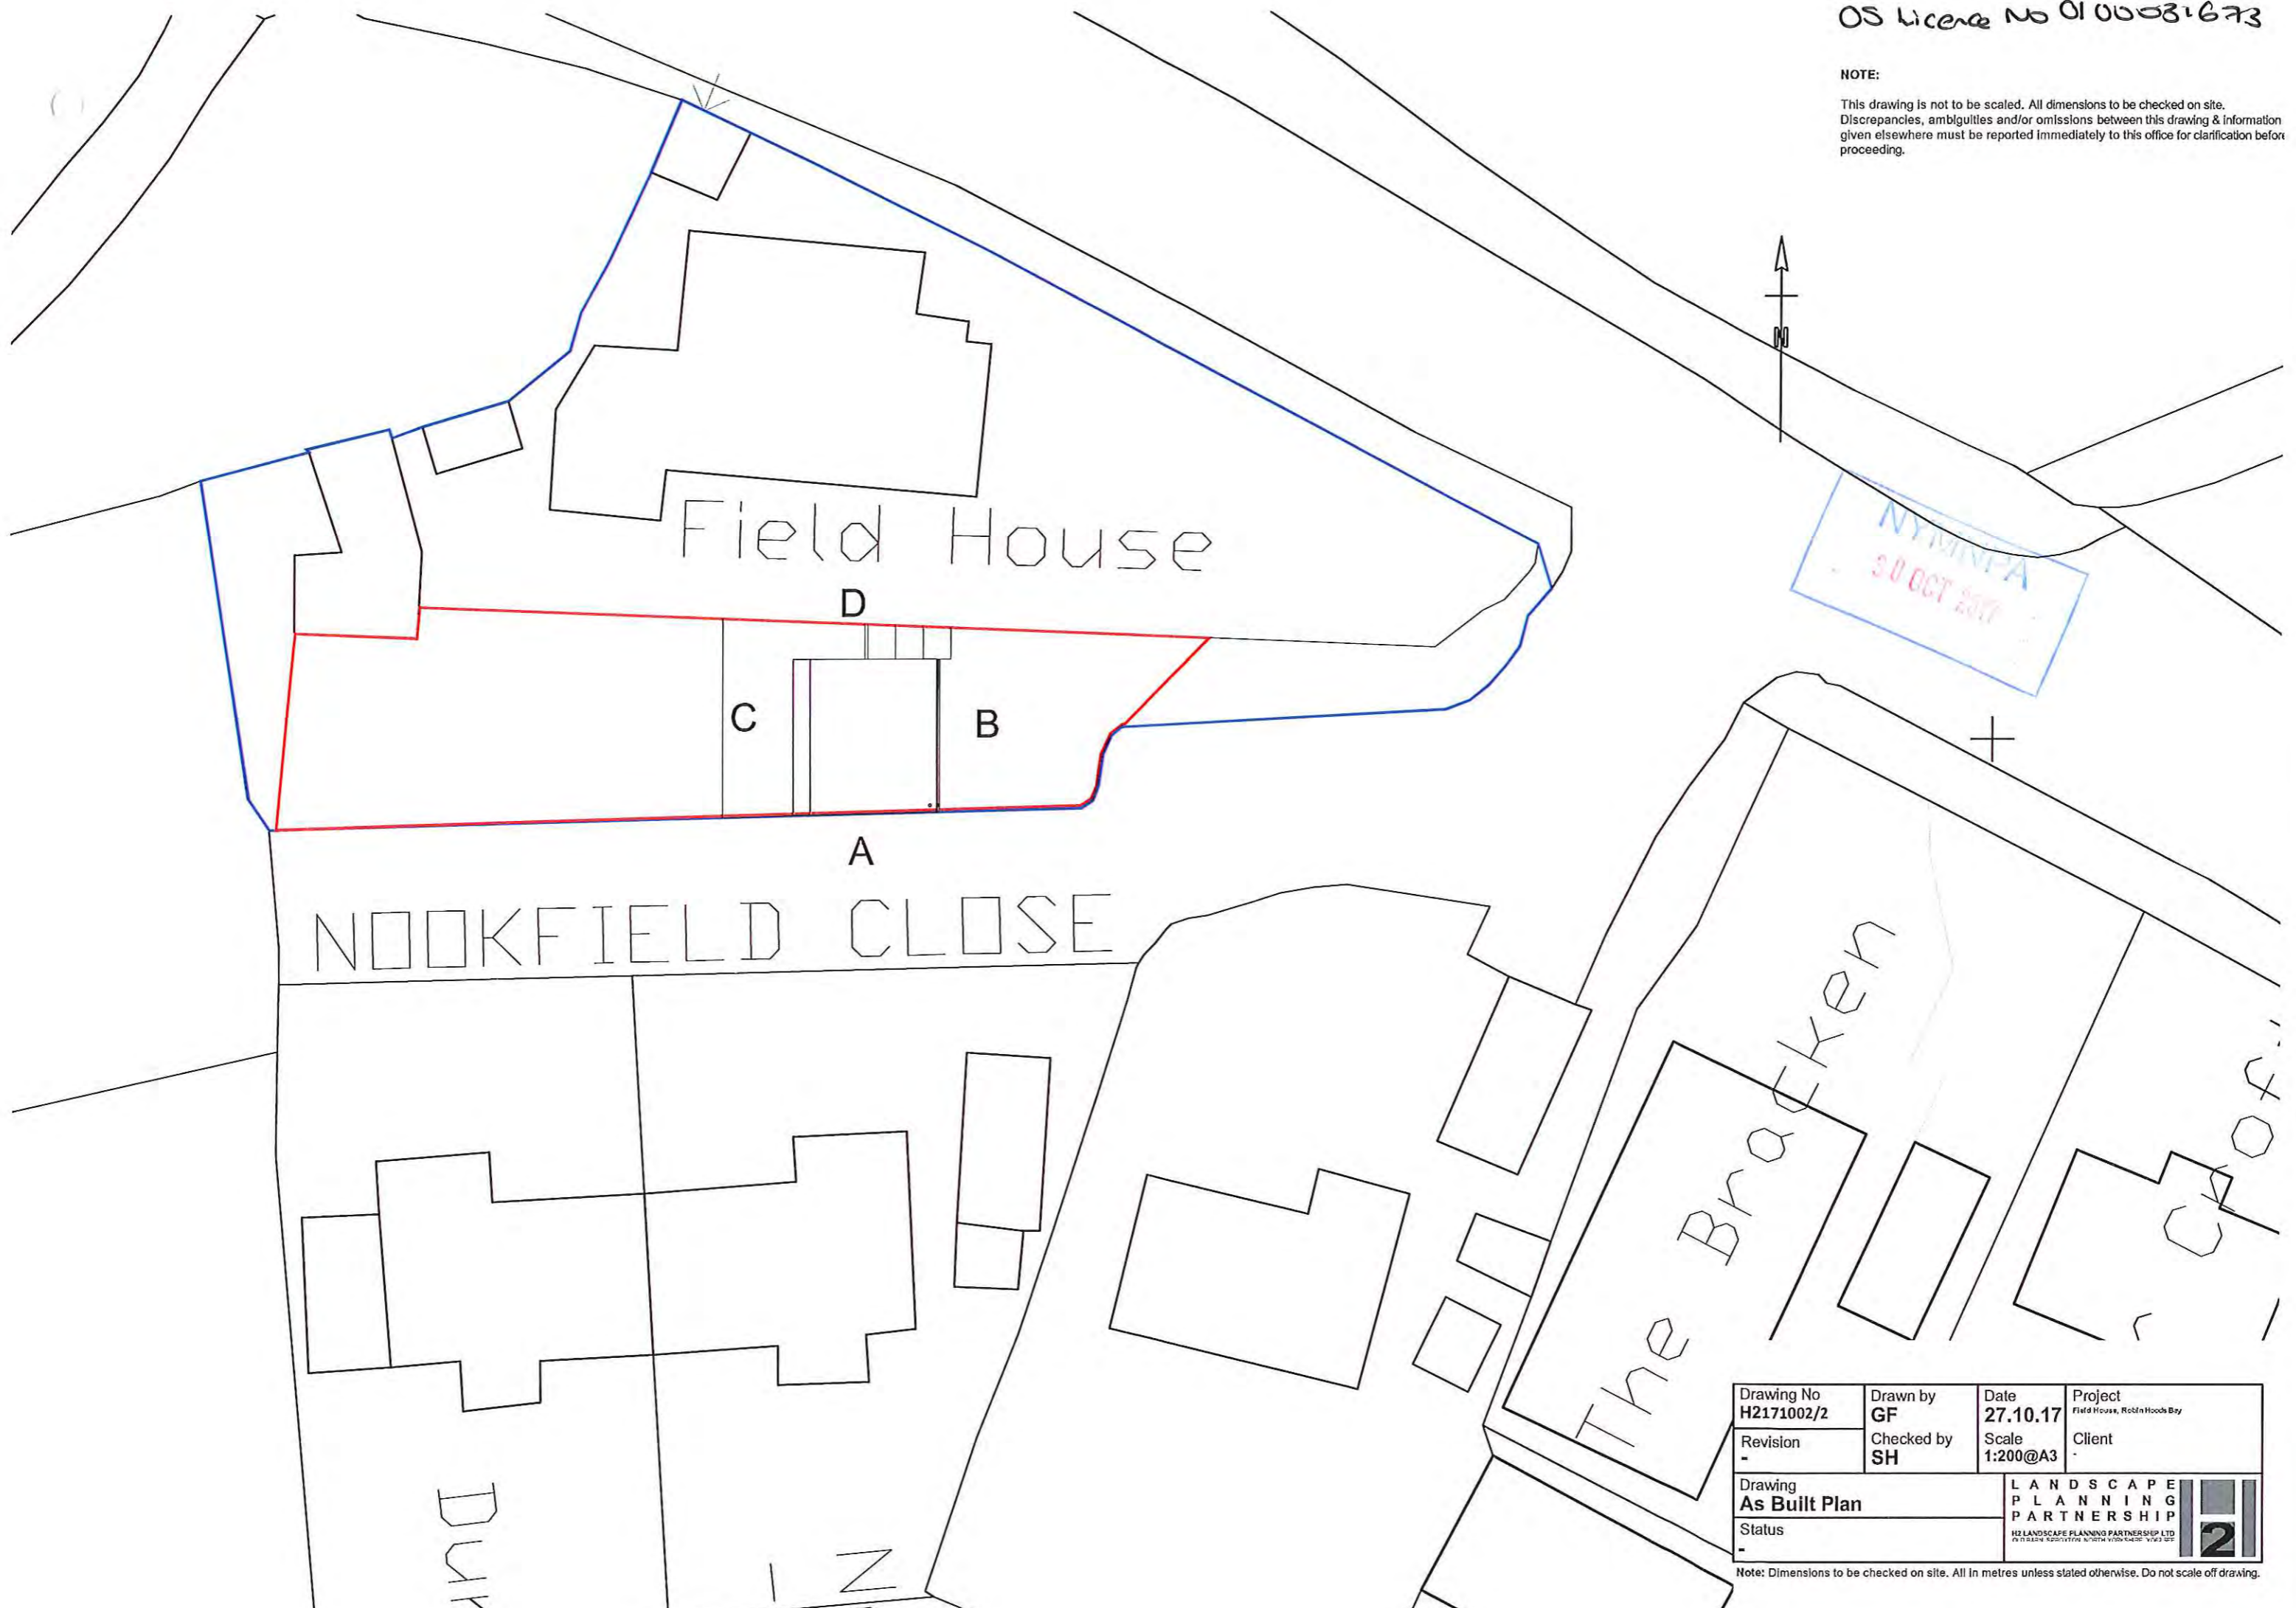 OS Licence No 0100031673
NOTE:
This drawing is not to be scaled. All dimensions to be checked on site.
Discrepancies, ambiguities and/or omissions between this drawing & information
given elsewhere must be reported immediately to this office for clarification before
proceeding.
N
NYMNPA
30 OCT 2017
Field House
D
C
B
A
NOOKFIELD CLOSE
The Bracken
Drawing No
H2171002/2
Drawn by
GF
Date
27.10.17
Project
Field House, Robin Hoods Bay
Revision
-
Checked by
SH
Scale
1:200@A3
Client
-
Drawing
As Built Plan
Status
-
LANDSCAPE
PLANNING
PARTNERSHIP
H2 LANDSCAPE PLANNING PARTNERSHIP LTD
H2
Note: Dimensions to be checked on site. All in metres unless stated otherwise. Do not scale off drawing.